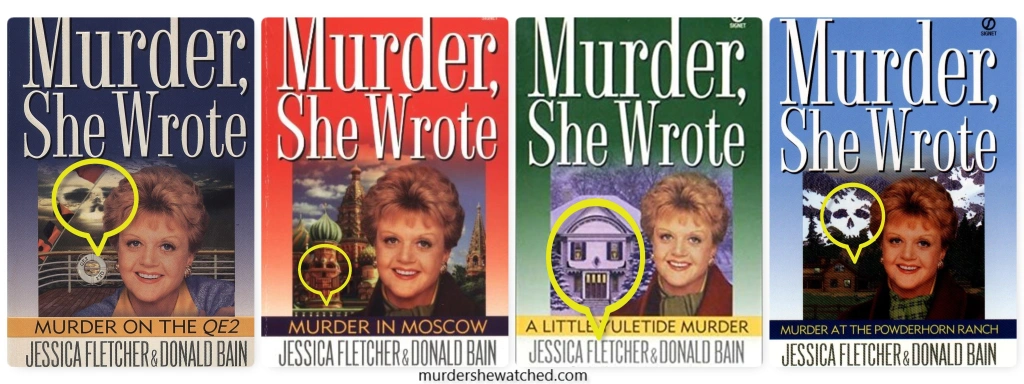 Murder,
She Wrote
MURDER ON THE QE2
JESSICA FLETCHER & DONALD BAIN
Murder,
She Wrote
MURDER IN MOSCOW
JESSICA FLETCHER & DONALD BAIN
SIGNET
Murder,
She Wrote
A LITTLE YULETIDE MURDER
JESSICA FLETCHER & DONALD BAIN
SIGNET
Murder,
She Wrote
MURDER AT THE POWDERHORN RANCH
JESSICA FLETCHER & DONALD BAIN
murdershewatched.com